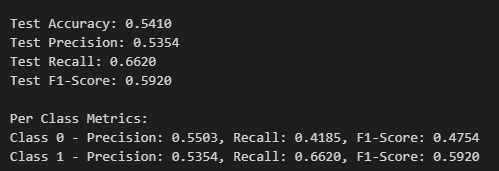 Test Accuracy: 0.5410
Test Precision: 0.5354
Test Recall: 0.6620
Test F1-Score: 0.5920
Per Class Metrics:
Class 0 - Precision: 0.5503, Recall: 0.4185, F1-Score: 0.4754
Class 1 - Precision: 0.5354, Recall: 0.6620, F1-Score: 0.5920